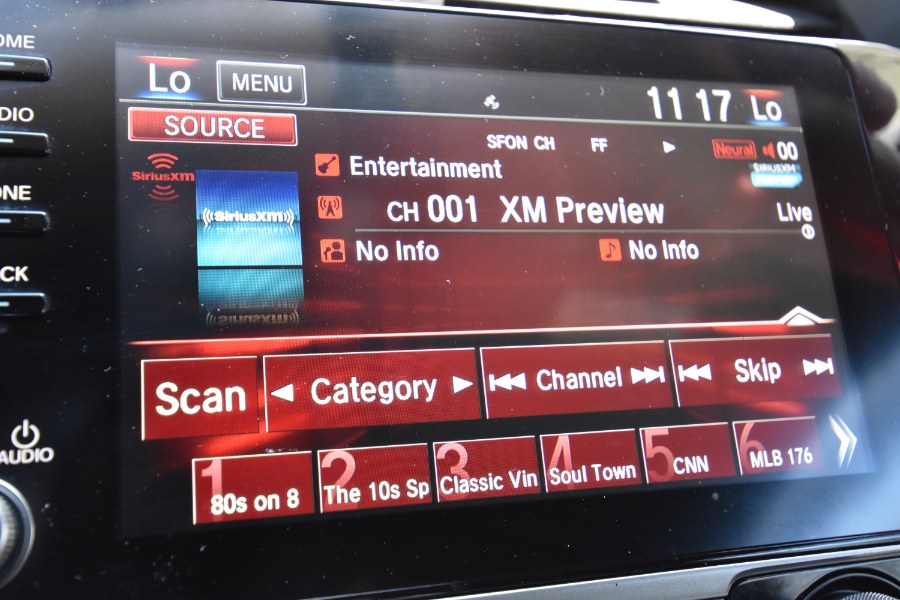 OME
DIO
ONE
CK
AUDIO
Lo
MENU
11 17
Lo
SOURCE
SFON CH
FF
Neural
00
SiriusXm
SiriusXm
SIRIUSXM
Entertainment
CH 001 XM Preview
Live
No Info
No Info
Scan
Category
Channel
Skip
1 80s on 8
2 The 10s Sp
3 Classic Vin
4 Soul Town
5 CNN
6 MLB 176